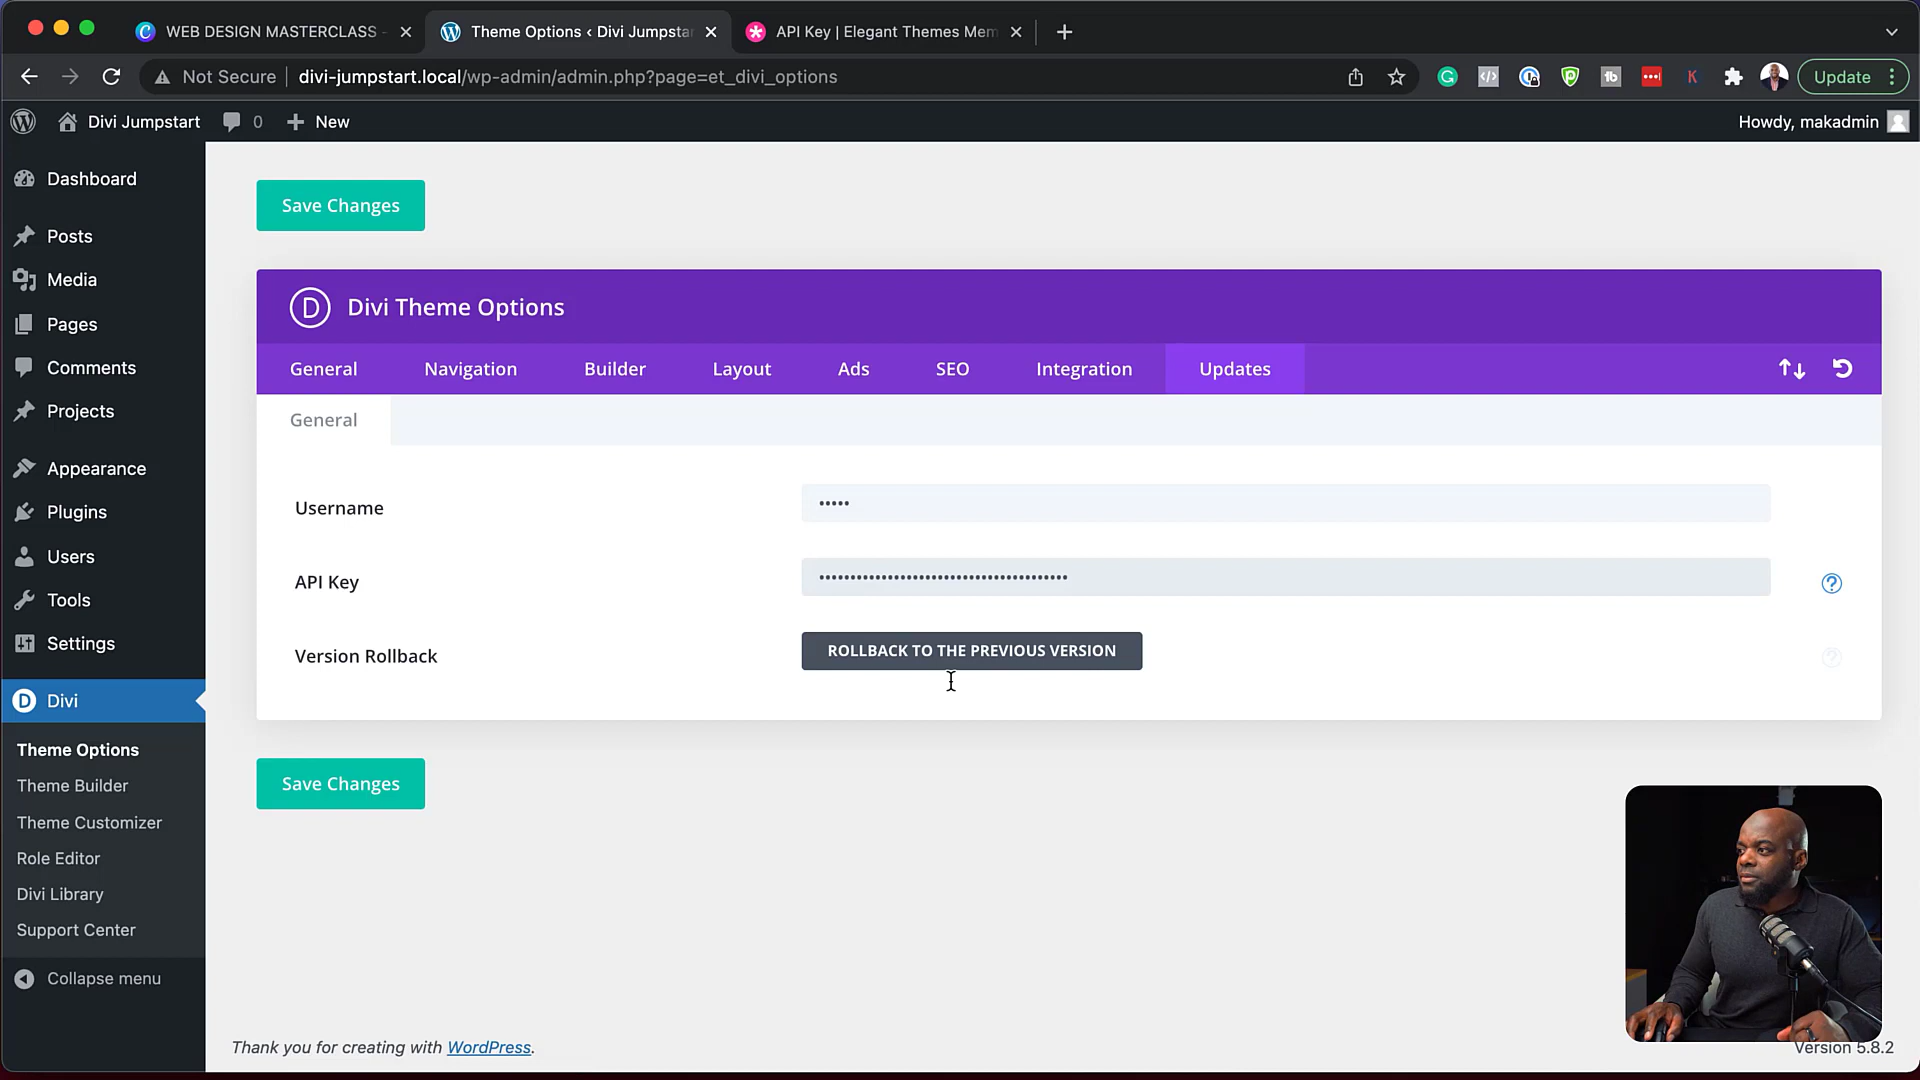 WEB DESIGN MASTERCLASS -
Theme Options ‹ Divi Jumpstar
API Key | Elegant Themes Mem
Not Secure
divi-jumpstart.local/wp-admin/admin.php?page=et_divi_options
Update
Divi Jumpstart
0
New
Howdy, makadmin
Dashboard
Posts
Media
Pages
Comments
Projects
Appearance
Plugins
Users
Tools
Settings
Divi
Theme Options
Theme Builder
Theme Customizer
Role Editor
Divi Library
Support Center
Collapse menu
Save Changes
Divi Theme Options
General
Navigation
Builder
Layout
Ads
SEO
Integration
Updates
General
Username
•••••
API Key
••••••••••••••••••••••••••••••••••••••••
Version Rollback
ROLLBACK TO THE PREVIOUS VERSION
Save Changes
Thank you for creating with WordPress.
Version 5.8.2